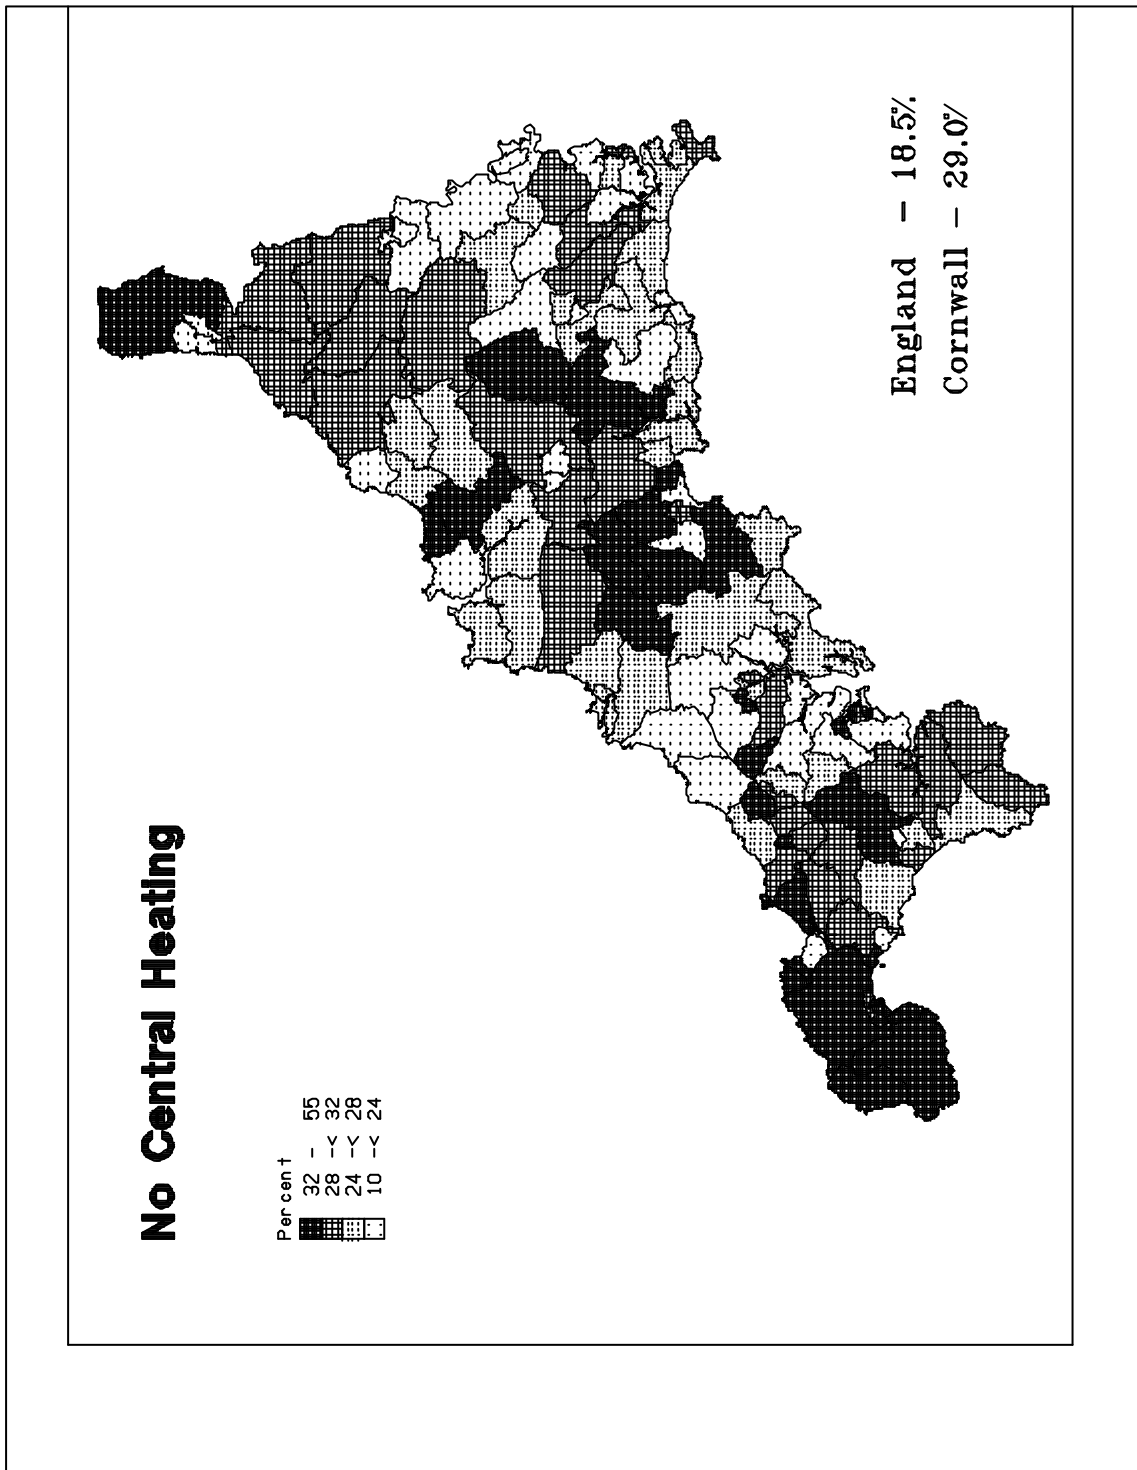 No Central Heating
Percent
32 - 55
28 -< 32
24 -< 28
10 -< 24
England - 18.5%
Cornwall - 29.0%